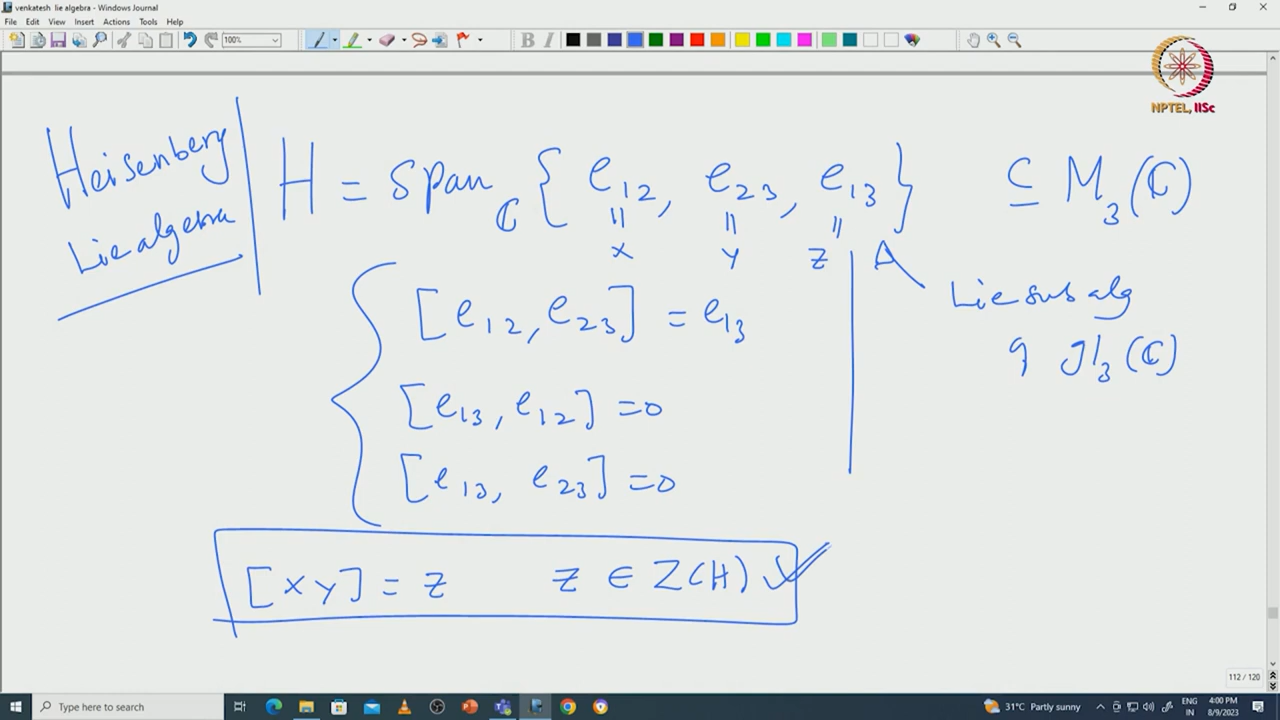 venkatesh lie algebra - Windows Journal
File Edit View Insert Actions Tools Help
100%
B I
NPTEL, IISc
Heisenberg
Lie algebra
H = Span_ℂ { e₁₂, e₂₃, e₁₃ } ⊆ M₃(ℂ)
x y z
Lie sub alg
gl₃(ℂ)
[e₁₂, e₂₃] = e₁₃
[e₁₃, e₁₂] = 0
[e₁₃, e₂₃] = 0
[x y] = z z ∈ Z(H) ✓
112 / 120
Type here to search
31°C Partly sunny
ENG
IN
4:00 PM
8/9/2023